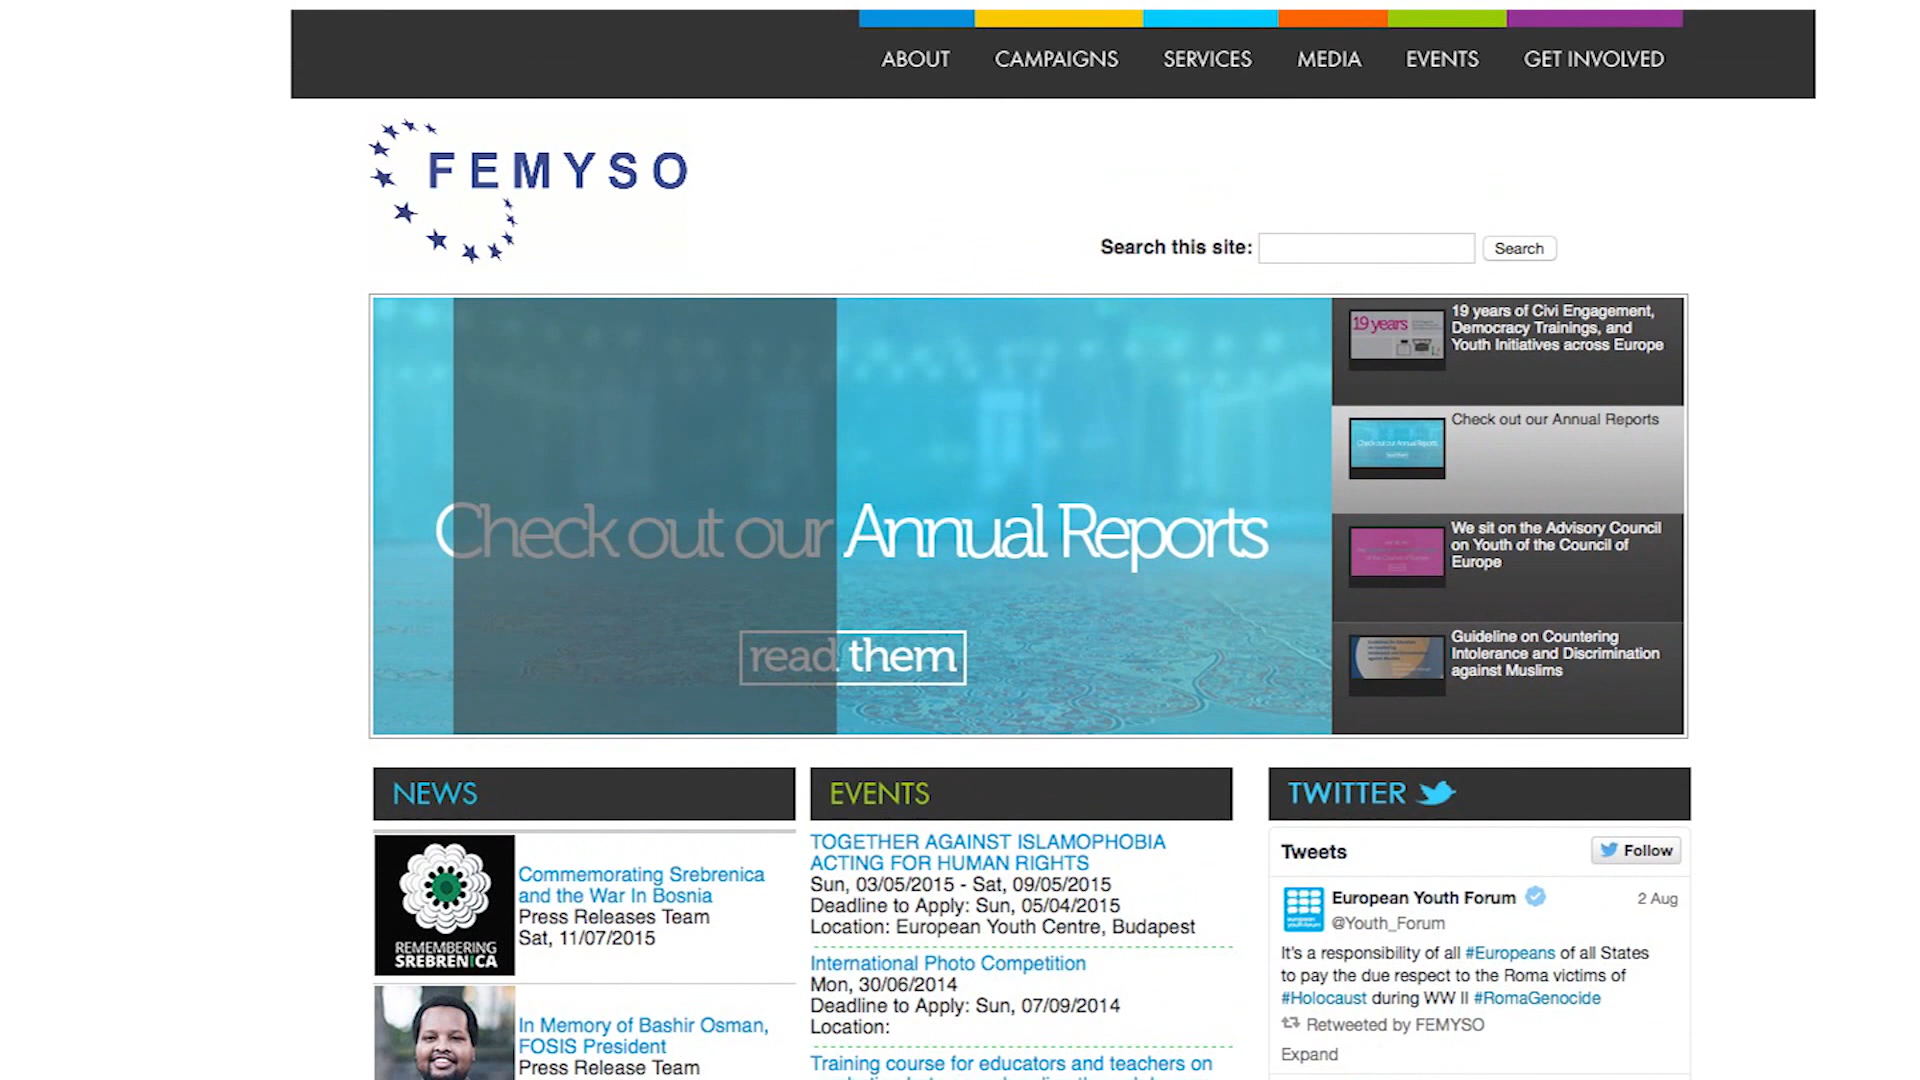 ABOUT CAMPAIGNS SERVICES MEDIA EVENTS GET INVOLVED
FEMYSO
Search this site: Search
Check out our Annual Reports
read them
19 years
19 years of Civi Engagement,
Democracy Trainings, and
Youth Initiatives across Europe
Check out our Annual Reports
Check out our Annual Reports
We sit on the Advisory Council
on Youth of the Council of
Europe
Guideline on Countering
Intolerance and Discrimination
against Muslims
NEWS
REMEMBERING
SREBRENICA
Commemorating Srebrenica
and the War In Bosnia
Press Releases Team
Sat, 11/07/2015
In Memory of Bashir Osman,
FOSIS President
Press Release Team
EVENTS
TOGETHER AGAINST ISLAMOPHOBIA
ACTING FOR HUMAN RIGHTS
Sun, 03/05/2015 - Sat, 09/05/2015
Deadline to Apply: Sun, 05/04/2015
Location: European Youth Centre, Budapest
International Photo Competition
Mon, 30/06/2014
Deadline to Apply: Sun, 07/09/2014
Location:
Training course for educators and teachers on
TWITTER
Tweets Follow
European Youth Forum 2 Aug
@Youth_Forum
It's a responsibility of all #Europeans of all States
to pay the due respect to the Roma victims of
#Holocaust during WW II #RomaGenocide
Retweeted by FEMYSO
Expand